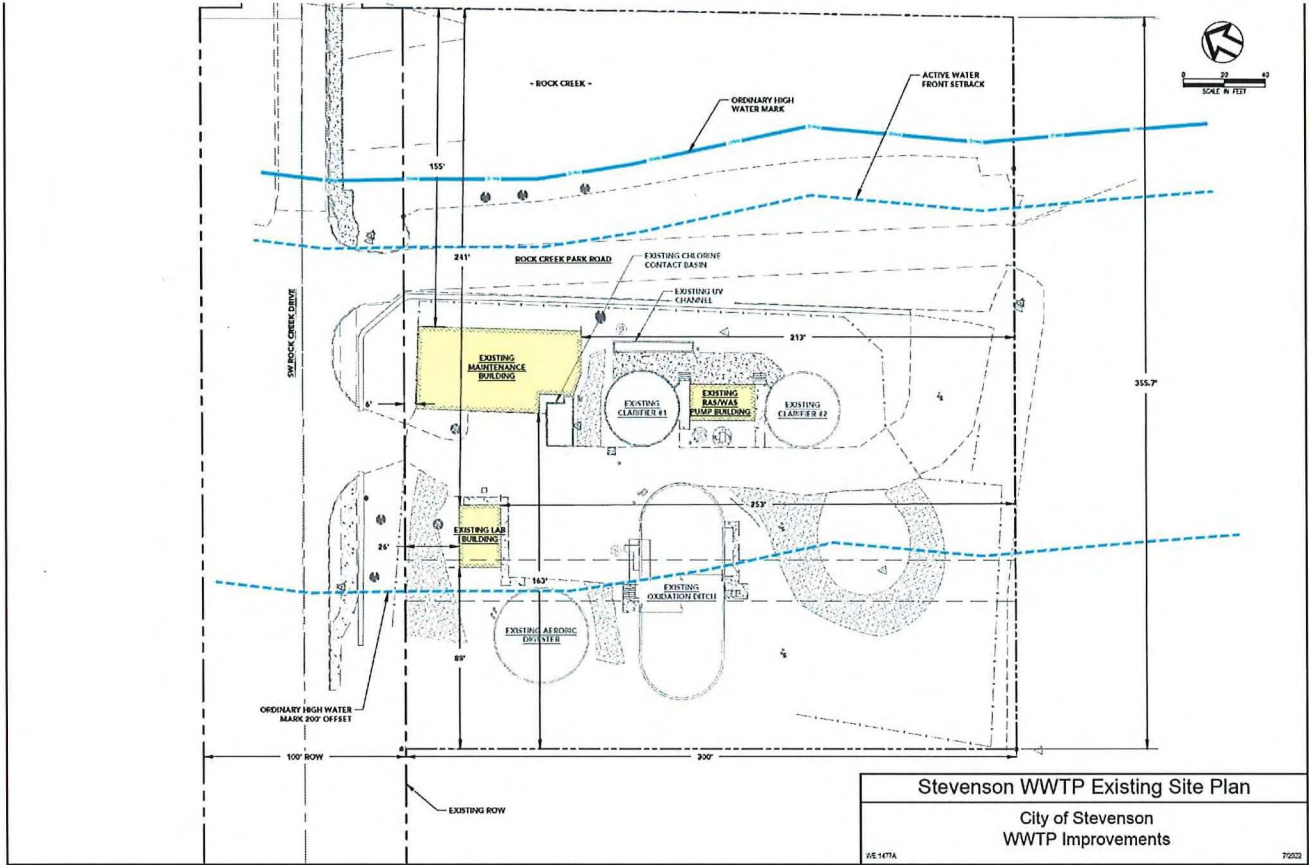 - ROCK CREEK -
ACTIVE WATER
FRONT SETBACK
0 20 40
SCALE IN FEET
ORDINARY HIGH
WATER MARK
155'
241'
ROCK CREEK PARK ROAD
EXISTING CHLORINE
CONTACT BASIN
EXISTING UV
CHANNEL
SW ROCK CREEK DRIVE
213'
EXISTING
MAINTENANCE
BUILDING
355.7'
6'
EXISTING
CLARIFIER #1
EXISTING
RAS/WAS
PUMP BUILDING
EXISTING
CLARIFIER #2
253'
EXISTING LAB
BUILDING
26'
163'
EXISTING
OXIDATION DITCH
EXISTING AEROBIC
DIGESTER
88'
ORDINARY HIGH WATER
MARK 200' OFFSET
100' ROW
300'
EXISTING ROW
Stevenson WWTP Existing Site Plan
City of Stevenson
WWTP Improvements
WE 1477A